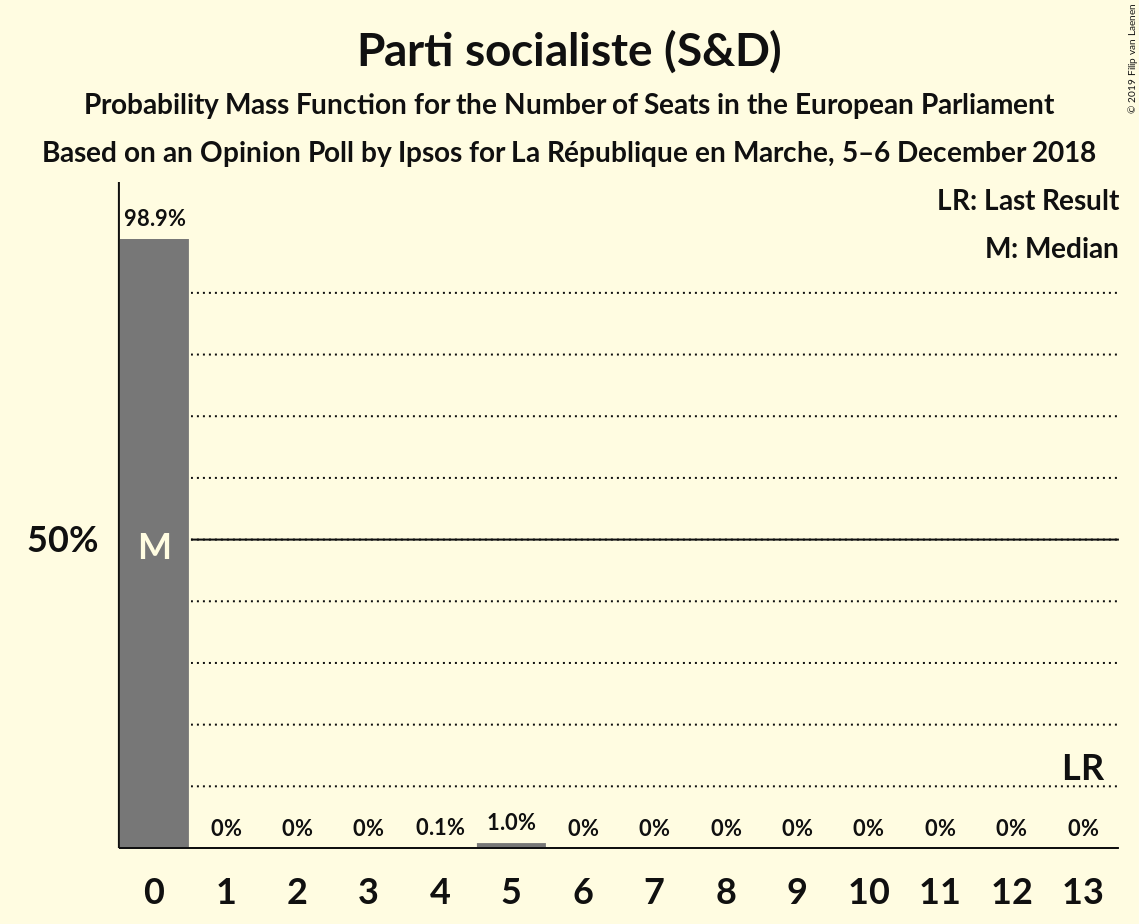 Parti socialiste (S&D)
Probability Mass Function for the Number of Seats in the European Parliament
Based on an Opinion Poll by Ipsos for La République en Marche, 5–6 December 2018
© 2019 Filip van Laenen
LR: Last Result
M: Median
98.9%
50%
M
LR
0% 0% 0% 0.1% 1.0% 0% 0% 0% 0% 0% 0% 0% 0%
0 1 2 3 4 5 6 7 8 9 10 11 12 13